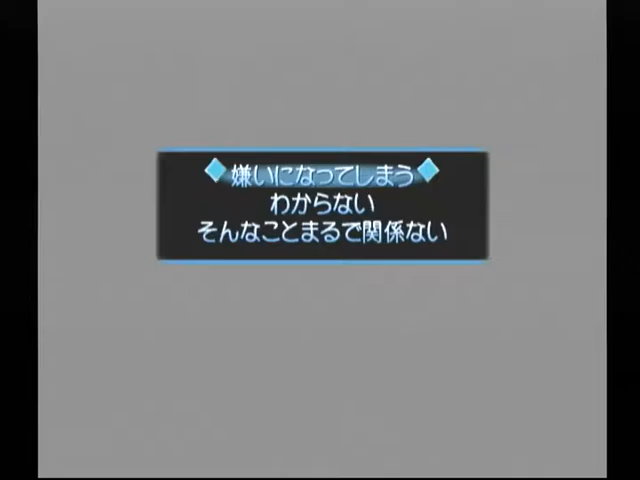 嫌いになってしまう
わからない
そんなことまるで関係ない